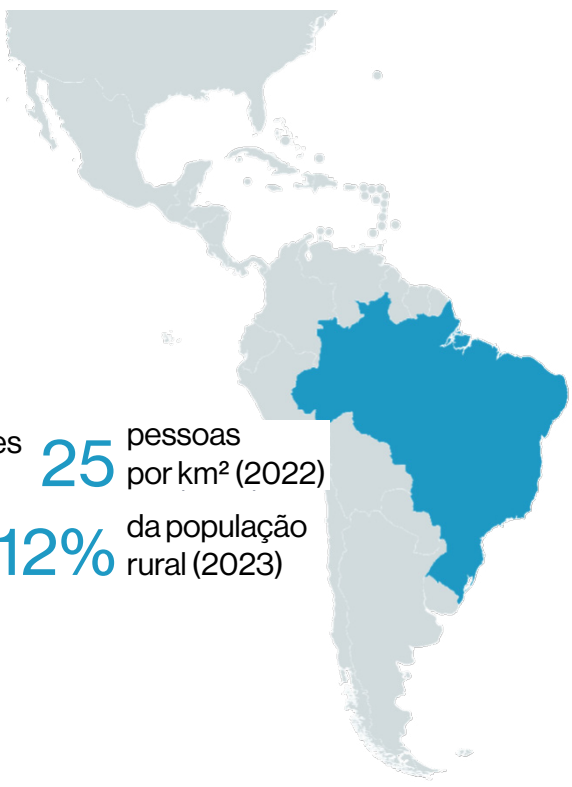 es 25 pessoas
por km² (2022)
12% da população
rural (2023)